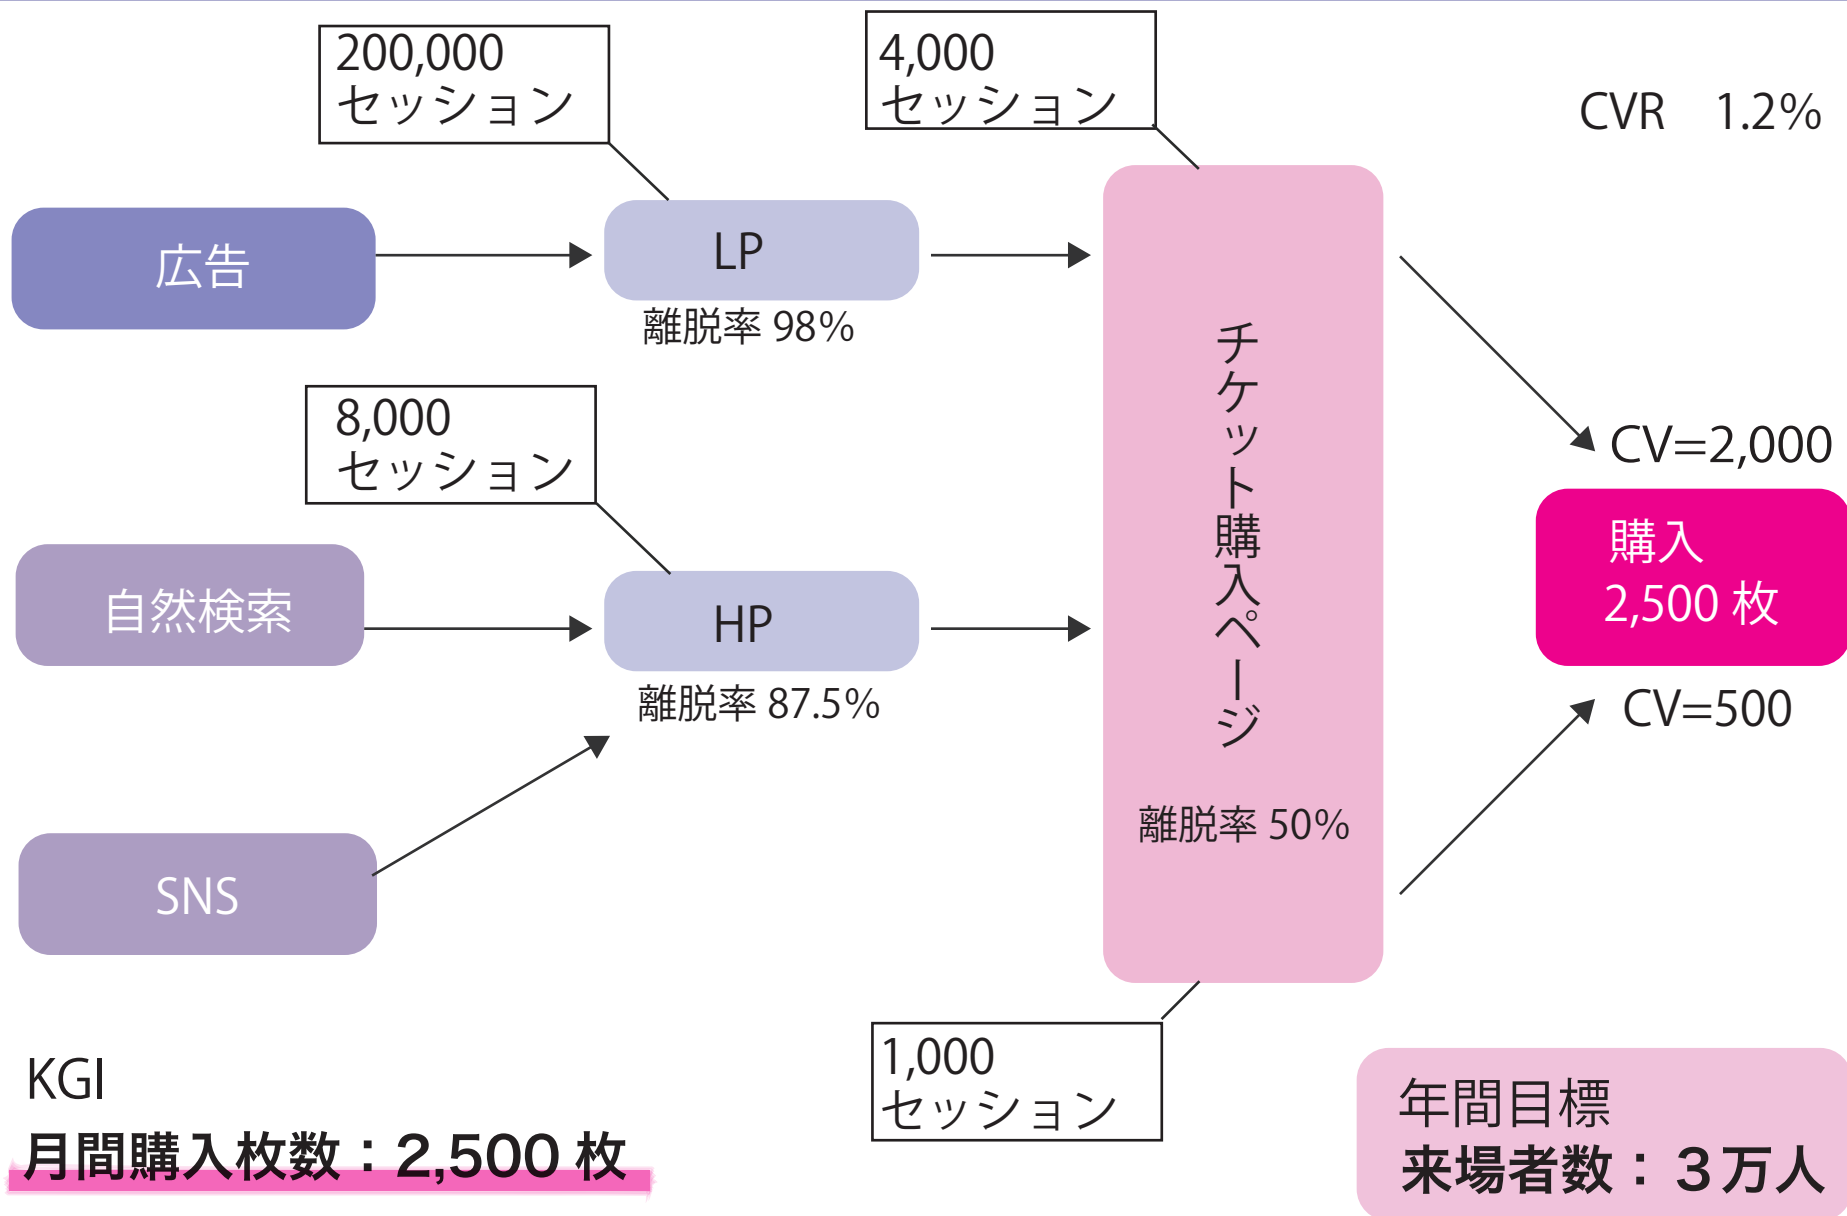 200,000
セッション
4,000
セッション
CVR 1.2%
広告
LP
離脱率 98%
8,000
セッション
自然検索
HP
離脱率 87.5%
SNS
チケット購入ページ
離脱率 50%
CV=2,000
購入
2,500 枚
CV=500
1,000
セッション
KGI
月間購入枚数：2,500 枚
年間目標
来場者数：３万人